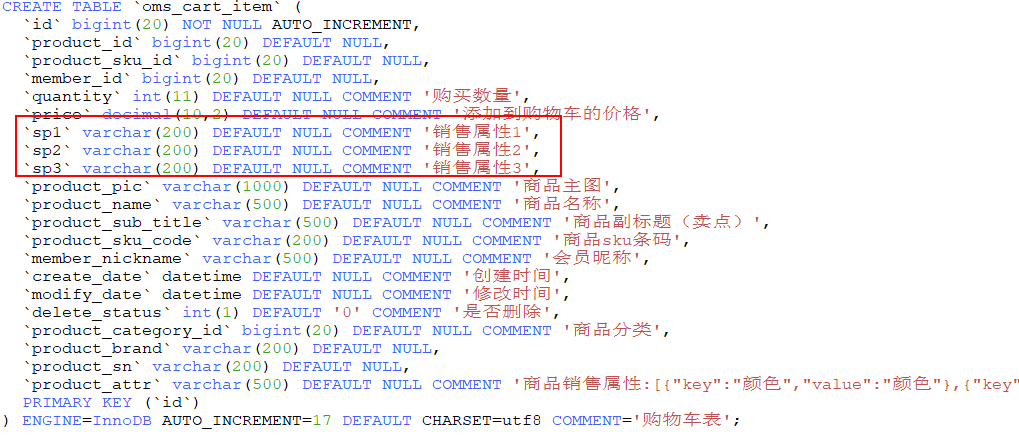 CREATE TABLE `oms_cart_item` (
  `id` bigint(20) NOT NULL AUTO_INCREMENT,
  `product_id` bigint(20) DEFAULT NULL,
  `product_sku_id` bigint(20) DEFAULT NULL,
  `member_id` bigint(20) DEFAULT NULL,
  `quantity` int(11) DEFAULT NULL COMMENT '购买数量',
  `price` decimal(10,2) DEFAULT NULL COMMENT '添加到购物车的价格',
  `sp1` varchar(200) DEFAULT NULL COMMENT '销售属性1',
  `sp2` varchar(200) DEFAULT NULL COMMENT '销售属性2',
  `sp3` varchar(200) DEFAULT NULL COMMENT '销售属性3',
  `product_pic` varchar(1000) DEFAULT NULL COMMENT '商品主图',
  `product_name` varchar(500) DEFAULT NULL COMMENT '商品名称',
  `product_sub_title` varchar(500) DEFAULT NULL COMMENT '商品副标题（卖点）',
  `product_sku_code` varchar(200) DEFAULT NULL COMMENT '商品sku条码',
  `member_nickname` varchar(500) DEFAULT NULL COMMENT '会员昵称',
  `create_date` datetime DEFAULT NULL COMMENT '创建时间',
  `modify_date` datetime DEFAULT NULL COMMENT '修改时间',
  `delete_status` int(1) DEFAULT '0' COMMENT '是否删除',
  `product_category_id` bigint(20) DEFAULT NULL COMMENT '商品分类',
  `product_brand` varchar(200) DEFAULT NULL,
  `product_sn` varchar(200) DEFAULT NULL,
  `product_attr` varchar(500) DEFAULT NULL COMMENT '商品销售属性:[{"key":"颜色","value":"颜色"},{"key"
  PRIMARY KEY (`id`)
) ENGINE=InnoDB AUTO_INCREMENT=17 DEFAULT CHARSET=utf8 COMMENT='购物车表';